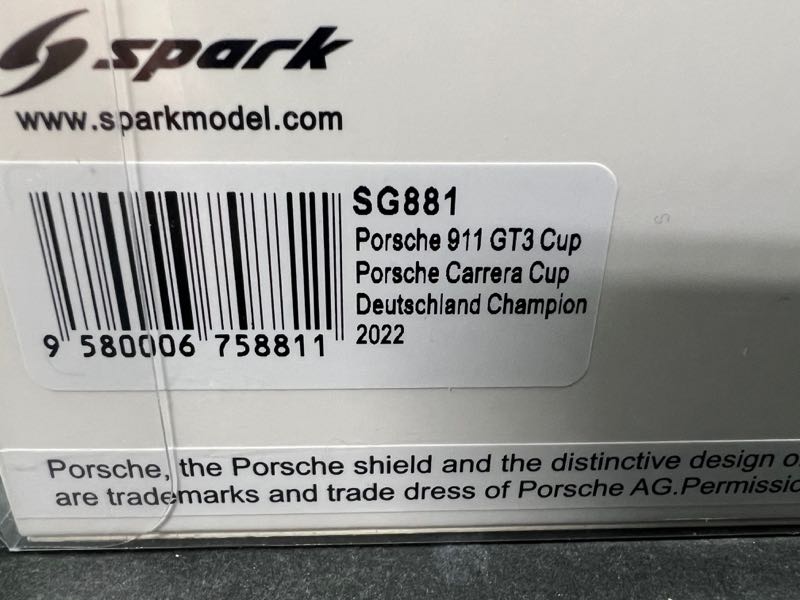 spark
www.sparkmodel.com
SG881
Porsche 911 GT3 Cup
Porsche Carrera Cup
Deutschland Champion
2022
9 580006 758811
Porsche, the Porsche shield and the distinctive design
are trademarks and trade dress of Porsche AG.